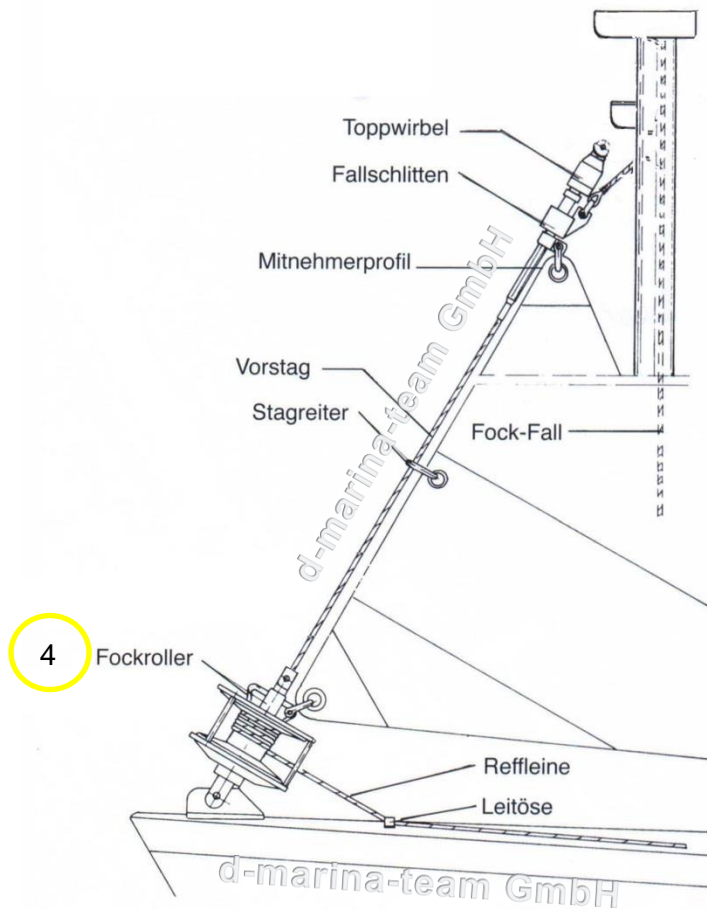 Toppwirbel
Fallschlitten
Mitnehmerprofil
Vorstag
Stagreiter
Fock-Fall
d-marina-team GmbH
4
Fockroller
Reffleine
Leitöse
d-marina-team GmbH